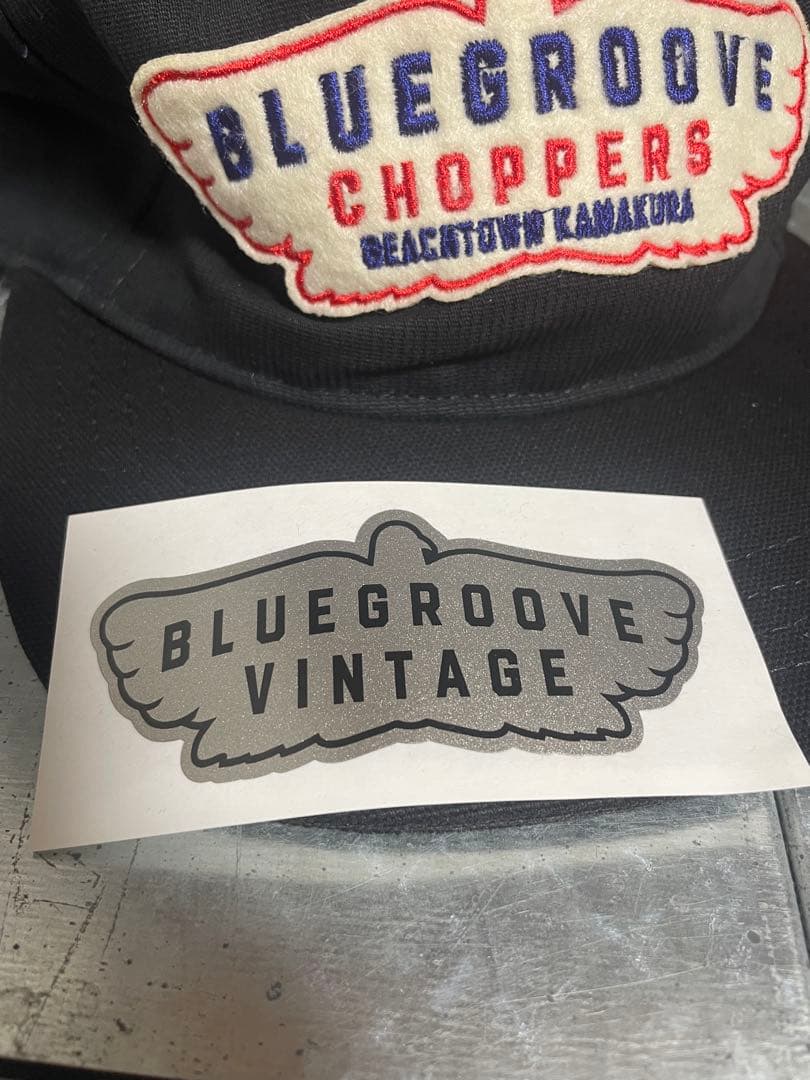 BLUEGROOVE
CHOPPERS
BEACHTOWN KAMAKURA
BLUEGROOVE
VINTAGE